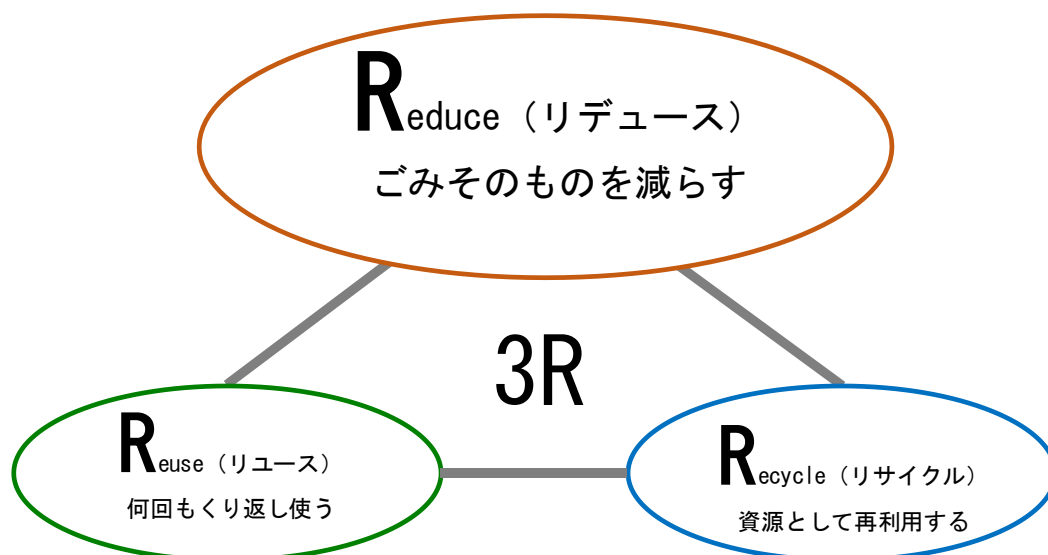 Reduce（リデュース）
ごみそのものを減らす
3R
Reuse（リユース）
何回もくり返し使う
Recycle（リサイクル）
資源として再利用する